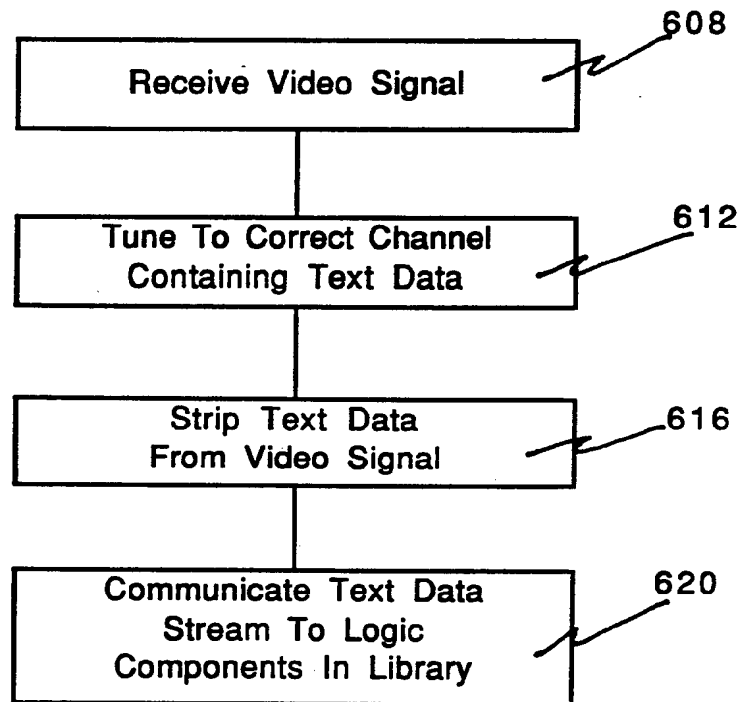 608
Receive Video Signal
612
Tune To Correct Channel
Containing Text Data
616
Strip Text Data
From Video Signal
620
Communicate Text Data
Stream To Logic
Components In Library